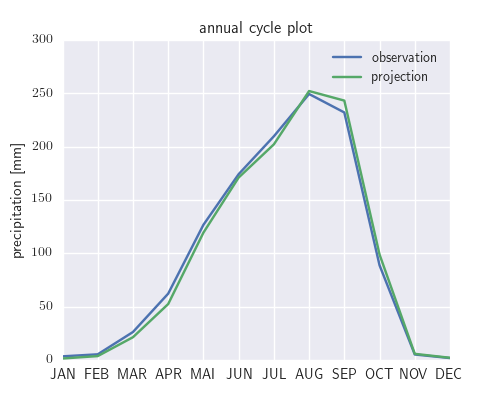 annual cycle plot
300
250
200
150
100
50
0
precipitation [mm]
observation
projection
JAN FEB MAR APR MAI JUN JUL AUG SEP OCT NOV DEC